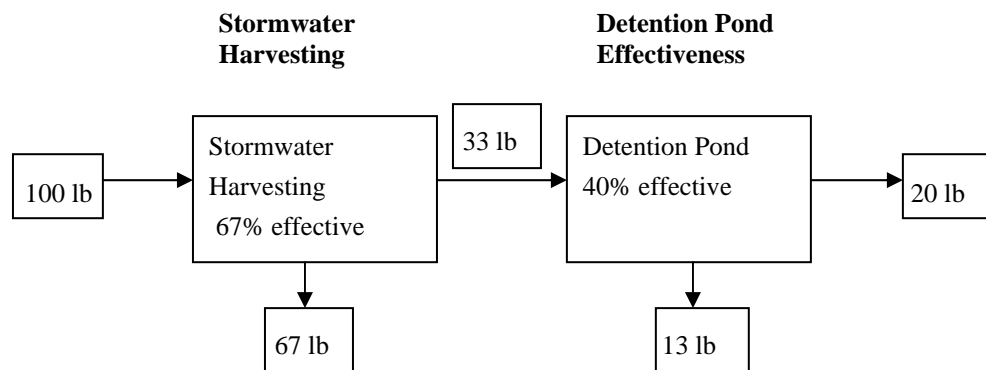 Stormwater
Harvesting
Detention Pond
Effectiveness
100 lb
Stormwater
Harvesting
67% effective
33 lb
Detention Pond
40% effective
20 lb
67 lb
13 lb